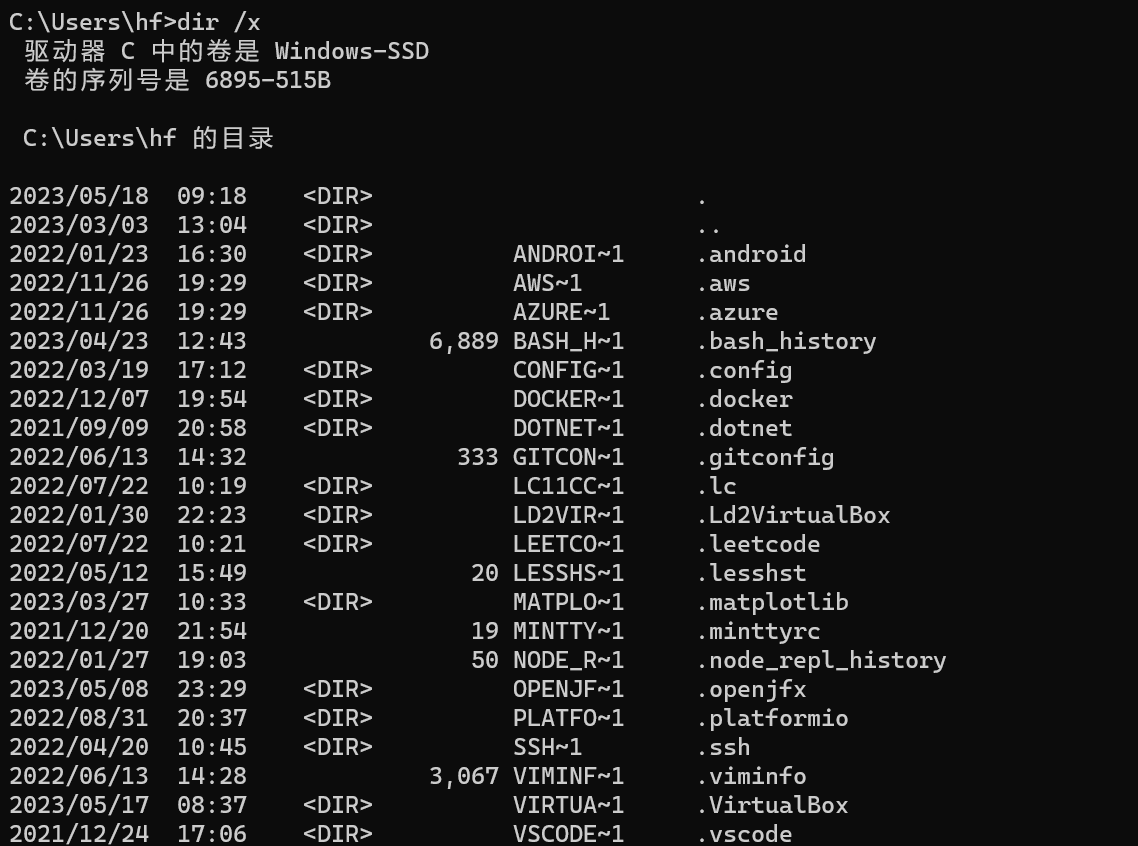 C:\Users\hf>dir /x
驱动器 C 中的卷是 Windows-SSD
卷的序列号是 6895-515B
C:\Users\hf 的目录
2023/05/18  09:18    <DIR>                       .
2023/03/03  13:04    <DIR>                       ..
2022/01/23  16:30    <DIR>          ANDROI~1     .android
2022/11/26  19:29    <DIR>          AWS~1        .aws
2022/11/26  19:29    <DIR>          AZURE~1      .azure
2023/04/23  12:43             6,889 BASH_H~1     .bash_history
2022/03/19  17:12    <DIR>          CONFIG~1     .config
2022/12/07  19:54    <DIR>          DOCKER~1     .docker
2021/09/09  20:58    <DIR>          DOTNET~1     .dotnet
2022/06/13  14:32               333 GITCON~1     .gitconfig
2022/07/22  10:19    <DIR>          LC11CC~1     .lc
2022/01/30  22:23    <DIR>          LD2VIR~1     .Ld2VirtualBox
2022/07/22  10:21    <DIR>          LEETCO~1     .leetcode
2022/05/12  15:49                20 LESSHS~1     .lesshst
2023/03/27  10:33    <DIR>          MATPLO~1     .matplotlib
2021/12/20  21:54                19 MINTTY~1     .minttyrc
2022/01/27  19:03                50 NODE_R~1     .node_repl_history
2023/05/08  23:29    <DIR>          OPENJF~1     .openjfx
2022/08/31  20:37    <DIR>          PLATFO~1     .platformio
2022/04/20  10:45    <DIR>          SSH~1        .ssh
2022/06/13  14:28             3,067 VIMINF~1     .viminfo
2023/05/17  08:37    <DIR>          VIRTUA~1     .VirtualBox
2021/12/24  17:06    <DIR>          VSCODE~1     .vscode